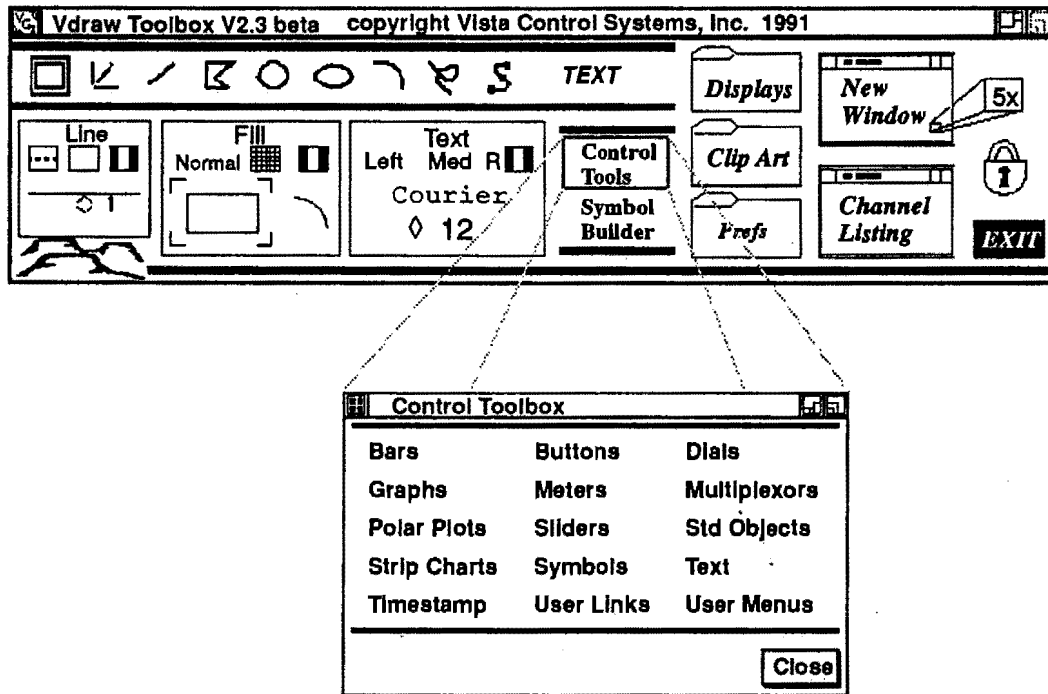 Vdraw Toolbox V2.3 beta copyright Vista Control Systems, Inc. 1991
TEXT
Displays
New
Window
5x
Line
1
Fill
Normal
Text
Left Med R
Courier
12
Control
Tools
Symbol
Builder
Clip Art
Prefs
Channel
Listing
1
EXIT
Control Toolbox
Bars Buttons Dials
Graphs Meters Multiplexors
Polar Plots Sliders Std Objects
Strip Charts Symbols Text
Timestamp User Links User Menus
Close